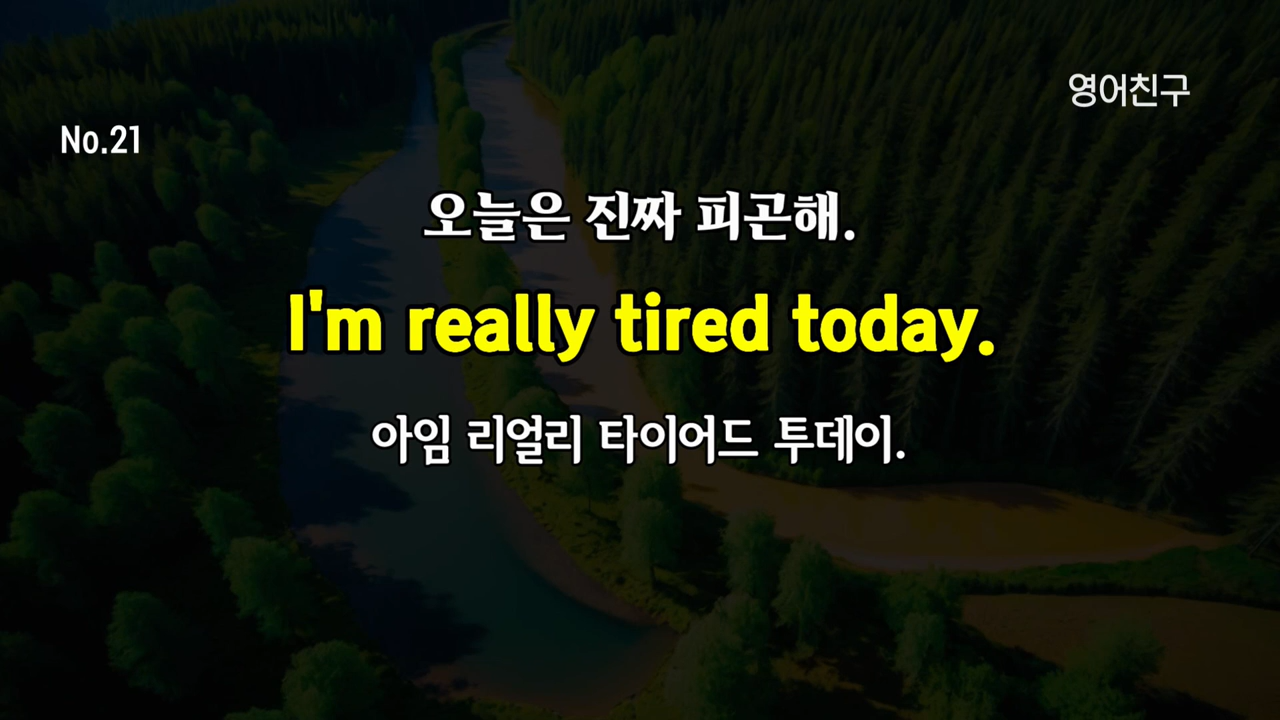 영어친구
No.21
오늘은 진짜 피곤해.
I'm really tired today.
아임 리얼리 타이어드 투데이.